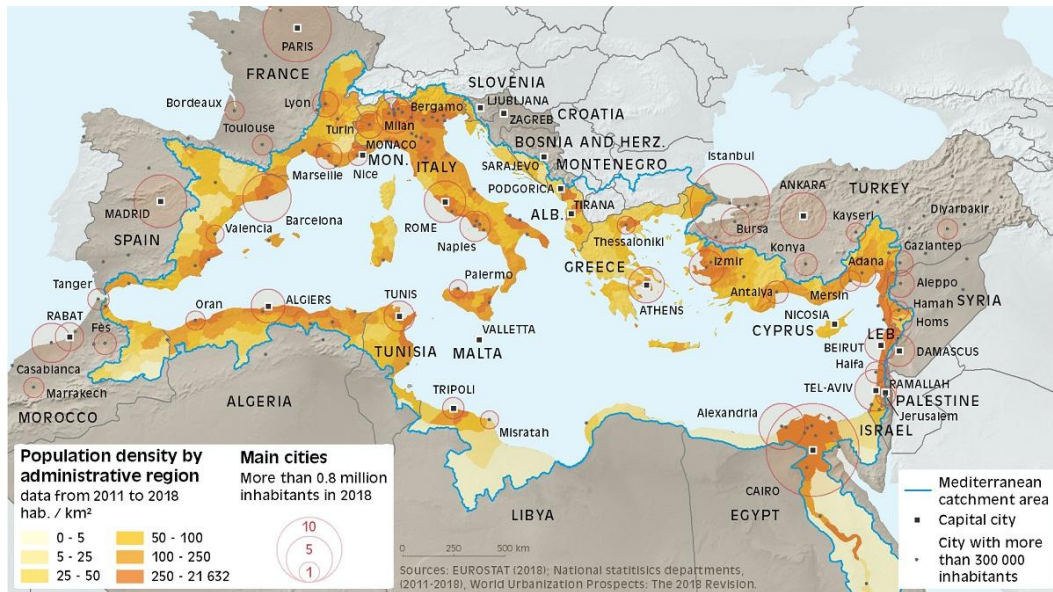 PARIS
FRANCE
SLOVENIA
LJUBLJANA
CROATIA
ZAGREB
Bordeaux
Lyon
Bergamo
Toulouse
Turin
Milan
BOSNIA AND HERZ.
MONACO
MON.
ITALY
SARAJEVO
MONTENEGRO
Istanbul
Marseille
Nice
PODGORICA
ANKARA
TURKEY
MADRID
ALB.
TIRANA
Kayseri
Diyarbakir
Barcelona
ROME
Bursa
SPAIN
Valencia
Naples
Thessaloniki
Konya
Gaziantep
GREECE
Izmir
Adana
Tanger
Palermo
Antalya
Mersin
Aleppo
Oran
ALGIERS
TUNIS
ATHENS
NICOSIA
Hamah
SYRIA
RABAT
Fès
VALLETTA
CYPRUS
Homs
TUNISIA
MALTA
LEB.
BEIRUT
DAMASCUS
Casablanca
Haifa
Marrakech
TRIPOLI
TEL-AVIV
RAMALLAH
ALGERIA
PALESTINE
MOROCCO
Alexandria
Jerusalem
Misratah
ISRAEL
CAIRO
LIBYA
EGYPT
Population density by
administrative region
data from 2011 to 2018
hab. / km²
0 - 5
5 - 25
25 - 50
50 - 100
100 - 250
250 - 21 632
Main cities
More than 0.8 million
inhabitants in 2018
10
5
1
0 250 500 km
Sources: EUROSTAT (2018); National statitisics departments,
(2011-2018), World Urbanization Prospects: The 2018 Revision.
Mediterranean
catchment area
Capital city
City with more
than 300 000
inhabitants